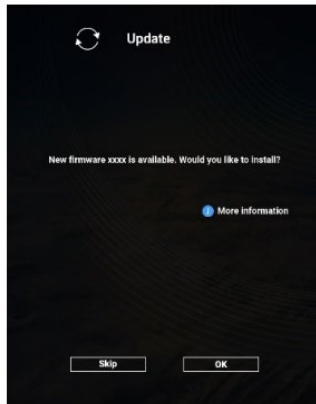 Update
New firmware xxxx is available. Would you like to install?
More information
Skip
OK